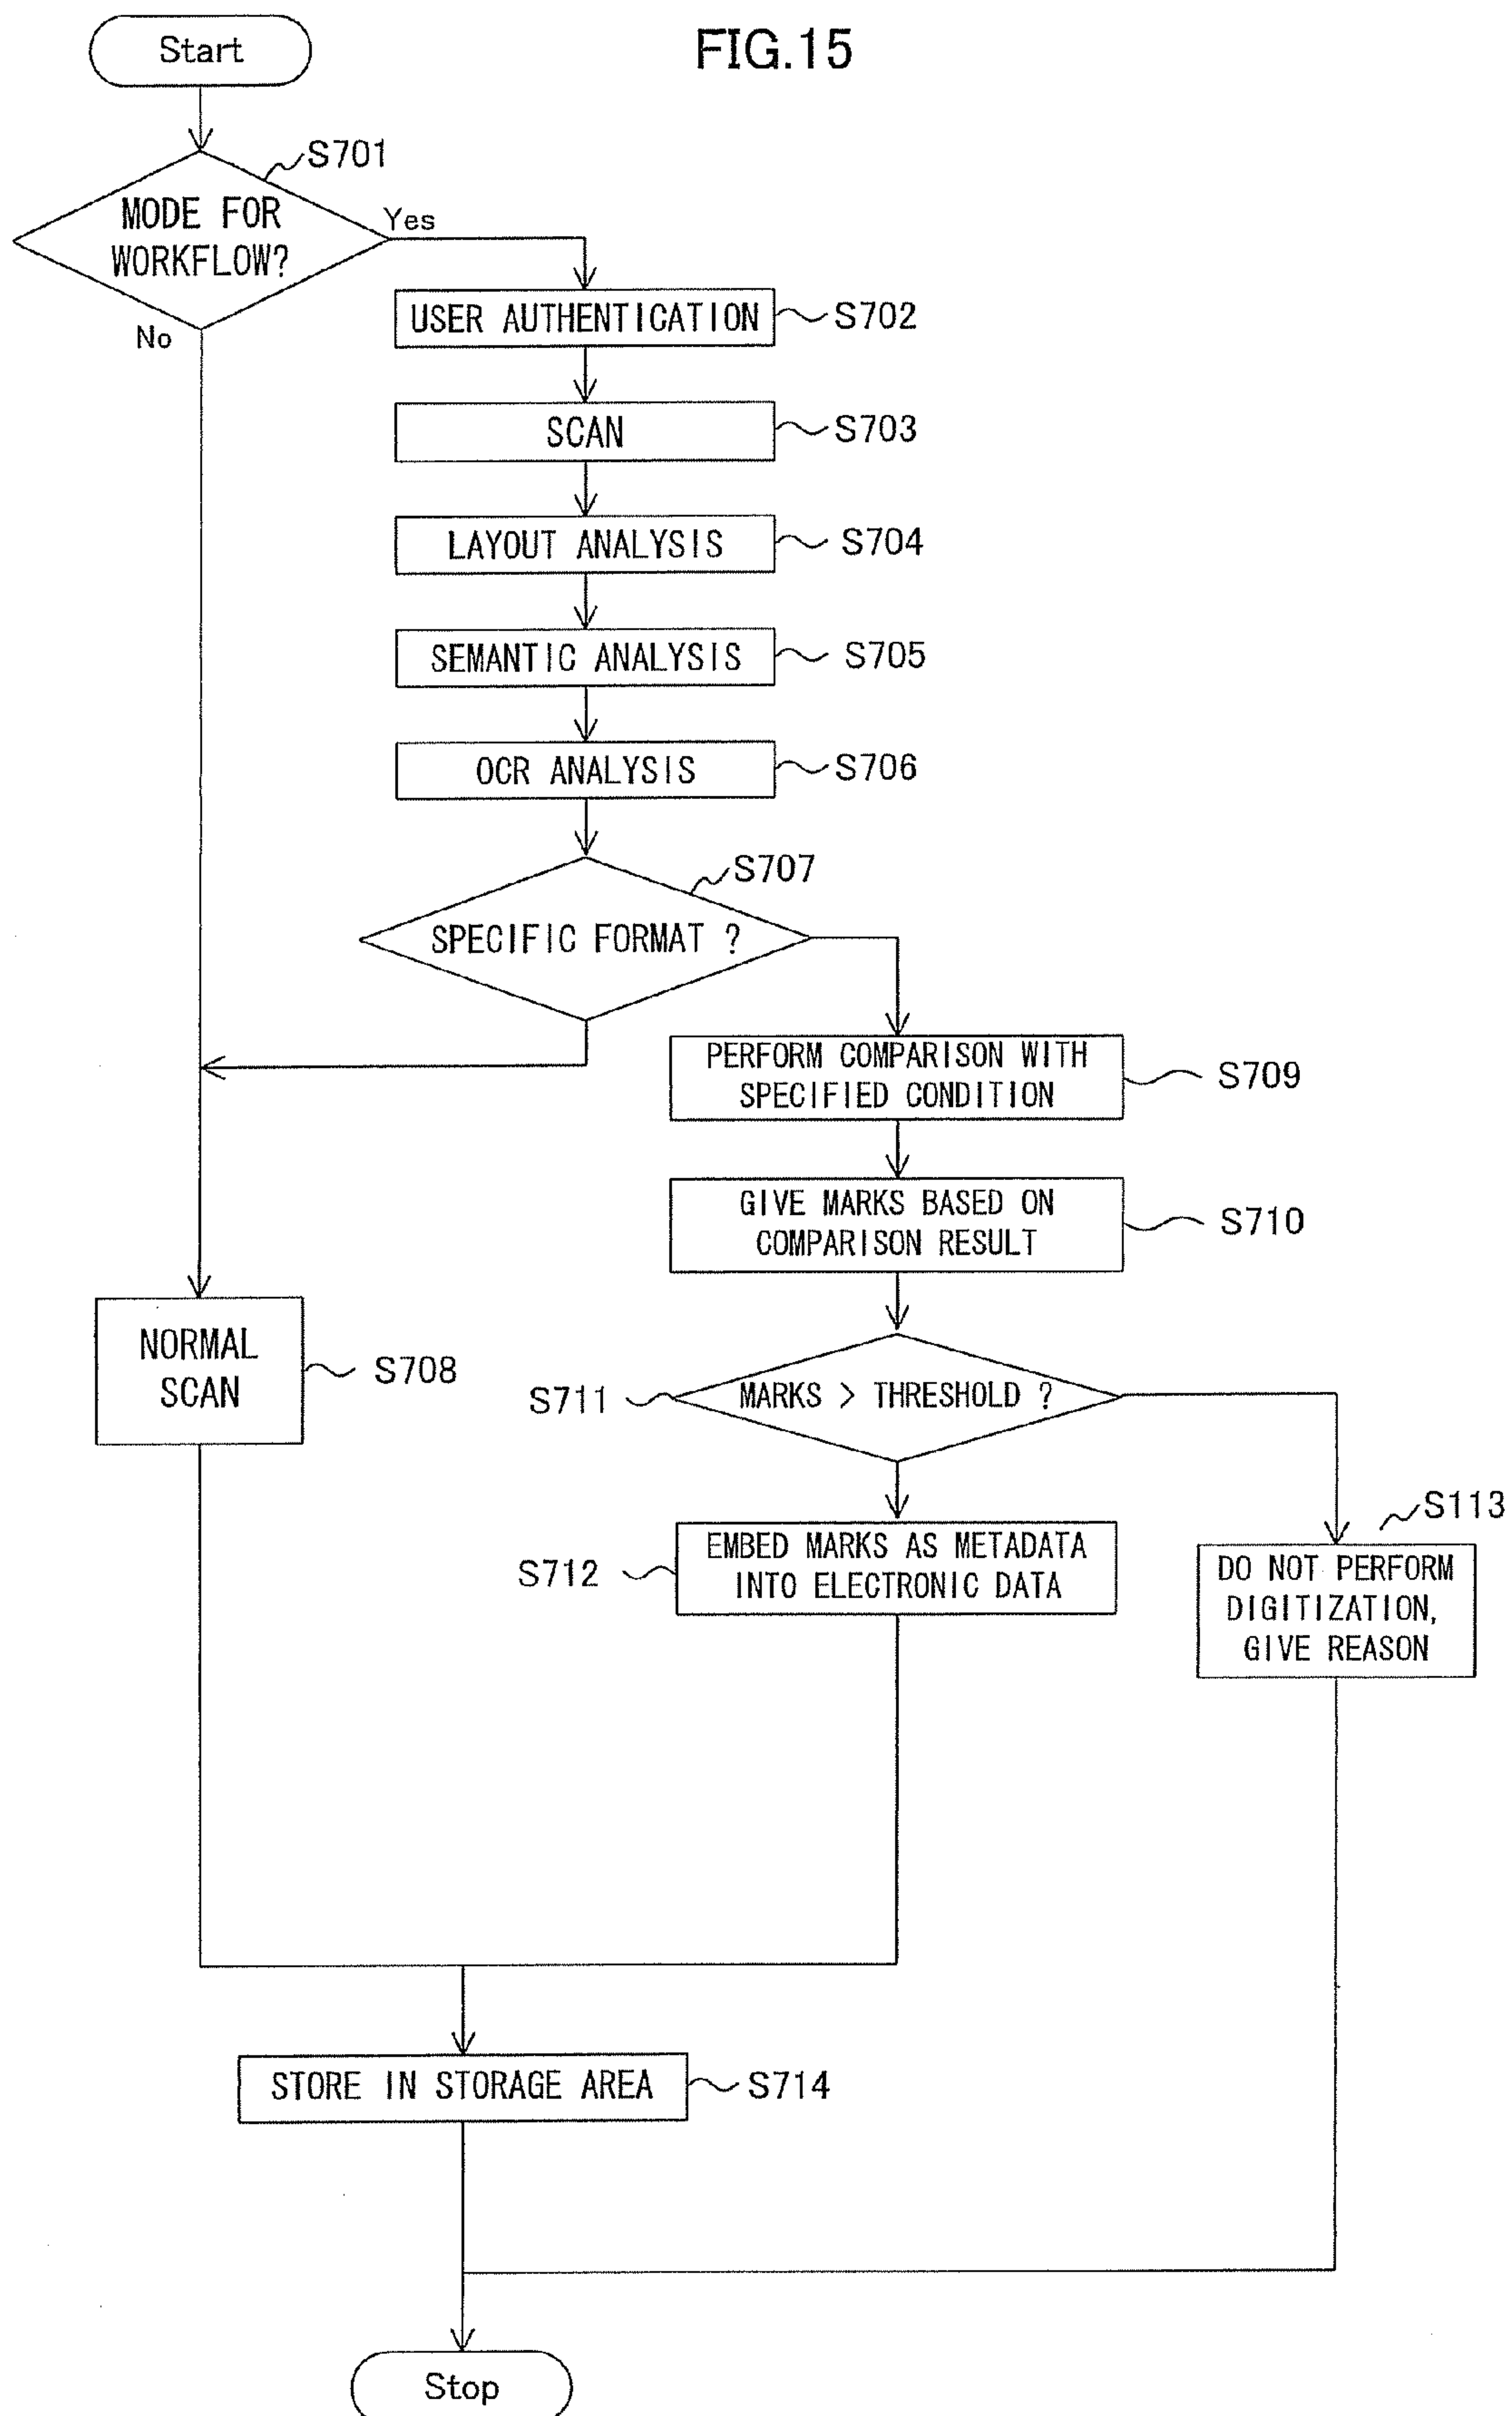 Start
FIG.15
S701
MODE FOR
WORKFLOW?
Yes
No
USER AUTHENTICATION
S702
SCAN
S703
LAYOUT ANALYSIS
S704
SEMANTIC ANALYSIS
S705
OCR ANALYSIS
S706
S707
SPECIFIC FORMAT ?
PERFORM COMPARISON WITH
SPECIFIED CONDITION
S709
GIVE MARKS BASED ON
COMPARISON RESULT
S710
NORMAL
SCAN
S708
S711
MARKS > THRESHOLD ?
S712
EMBED MARKS AS METADATA
INTO ELECTRONIC DATA
S113
DO NOT PERFORM
DIGITIZATION,
GIVE REASON
STORE IN STORAGE AREA
S714
Stop